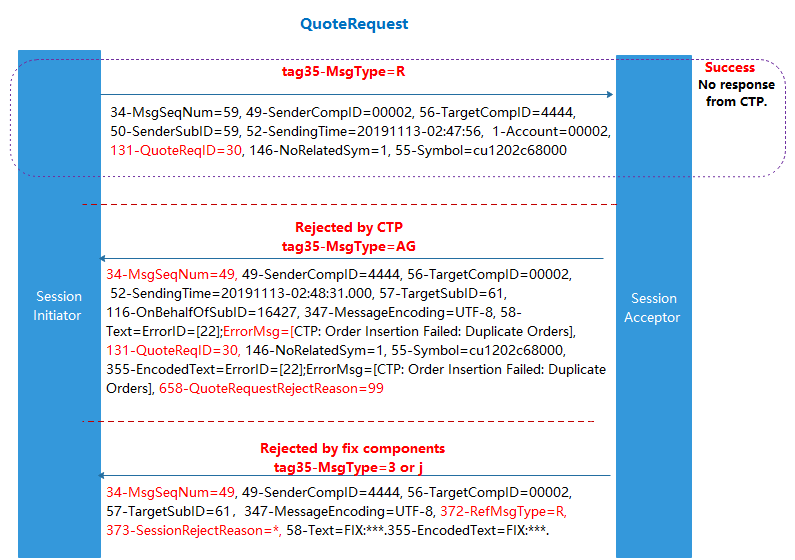 QuoteRequest
tag35-MsgType=R
Success
No response
from CTP.
34-MsgSeqNum=59, 49-SenderCompID=00002, 56-TargetCompID=4444,
50-SenderSubID=59, 52-SendingTime=20191113-02:47:56, 1-Account=00002,
131-QuoteReqID=30, 146-NoRelatedSym=1, 55-Symbol=cu1202c68000
Rejected by CTP
tag35-MsgType=AG
34-MsgSeqNum=49, 49-SenderCompID=4444, 56-TargetCompID=00002,
52-SendingTime=20191113-02:48:31.000, 57-TargetSubID=61,
116-OnBehalfOfSubID=16427, 347-MessageEncoding=UTF-8, 58-
Text=ErrorID=[22];ErrorMsg=[CTP: Order Insertion Failed: Duplicate Orders],
131-QuoteReqID=30, 146-NoRelatedSym=1, 55-Symbol=cu1202c68000,
355-EncodedText=ErrorID=[22];ErrorMsg=[CTP: Order Insertion Failed: Duplicate
Orders], 658-QuoteRequestRejectReason=99
Session
Initiator
Session
Acceptor
Rejected by fix components
tag35-MsgType=3 or j
34-MsgSeqNum=49, 49-SenderCompID=4444, 56-TargetCompID=00002,
57-TargetSubID=61, 347-MessageEncoding=UTF-8, 372-RefMsgType=R,
373-SessionRejectReason=*, 58-Text=FIX:***.355-EncodedText=FIX:***.